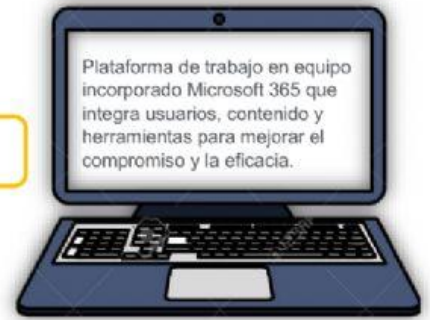 Plataforma de trabajo en equipo
incorporado Microsoft 365 que
integra usuarios, contenido y
herramientas para mejorar el
compromiso y la eficacia.